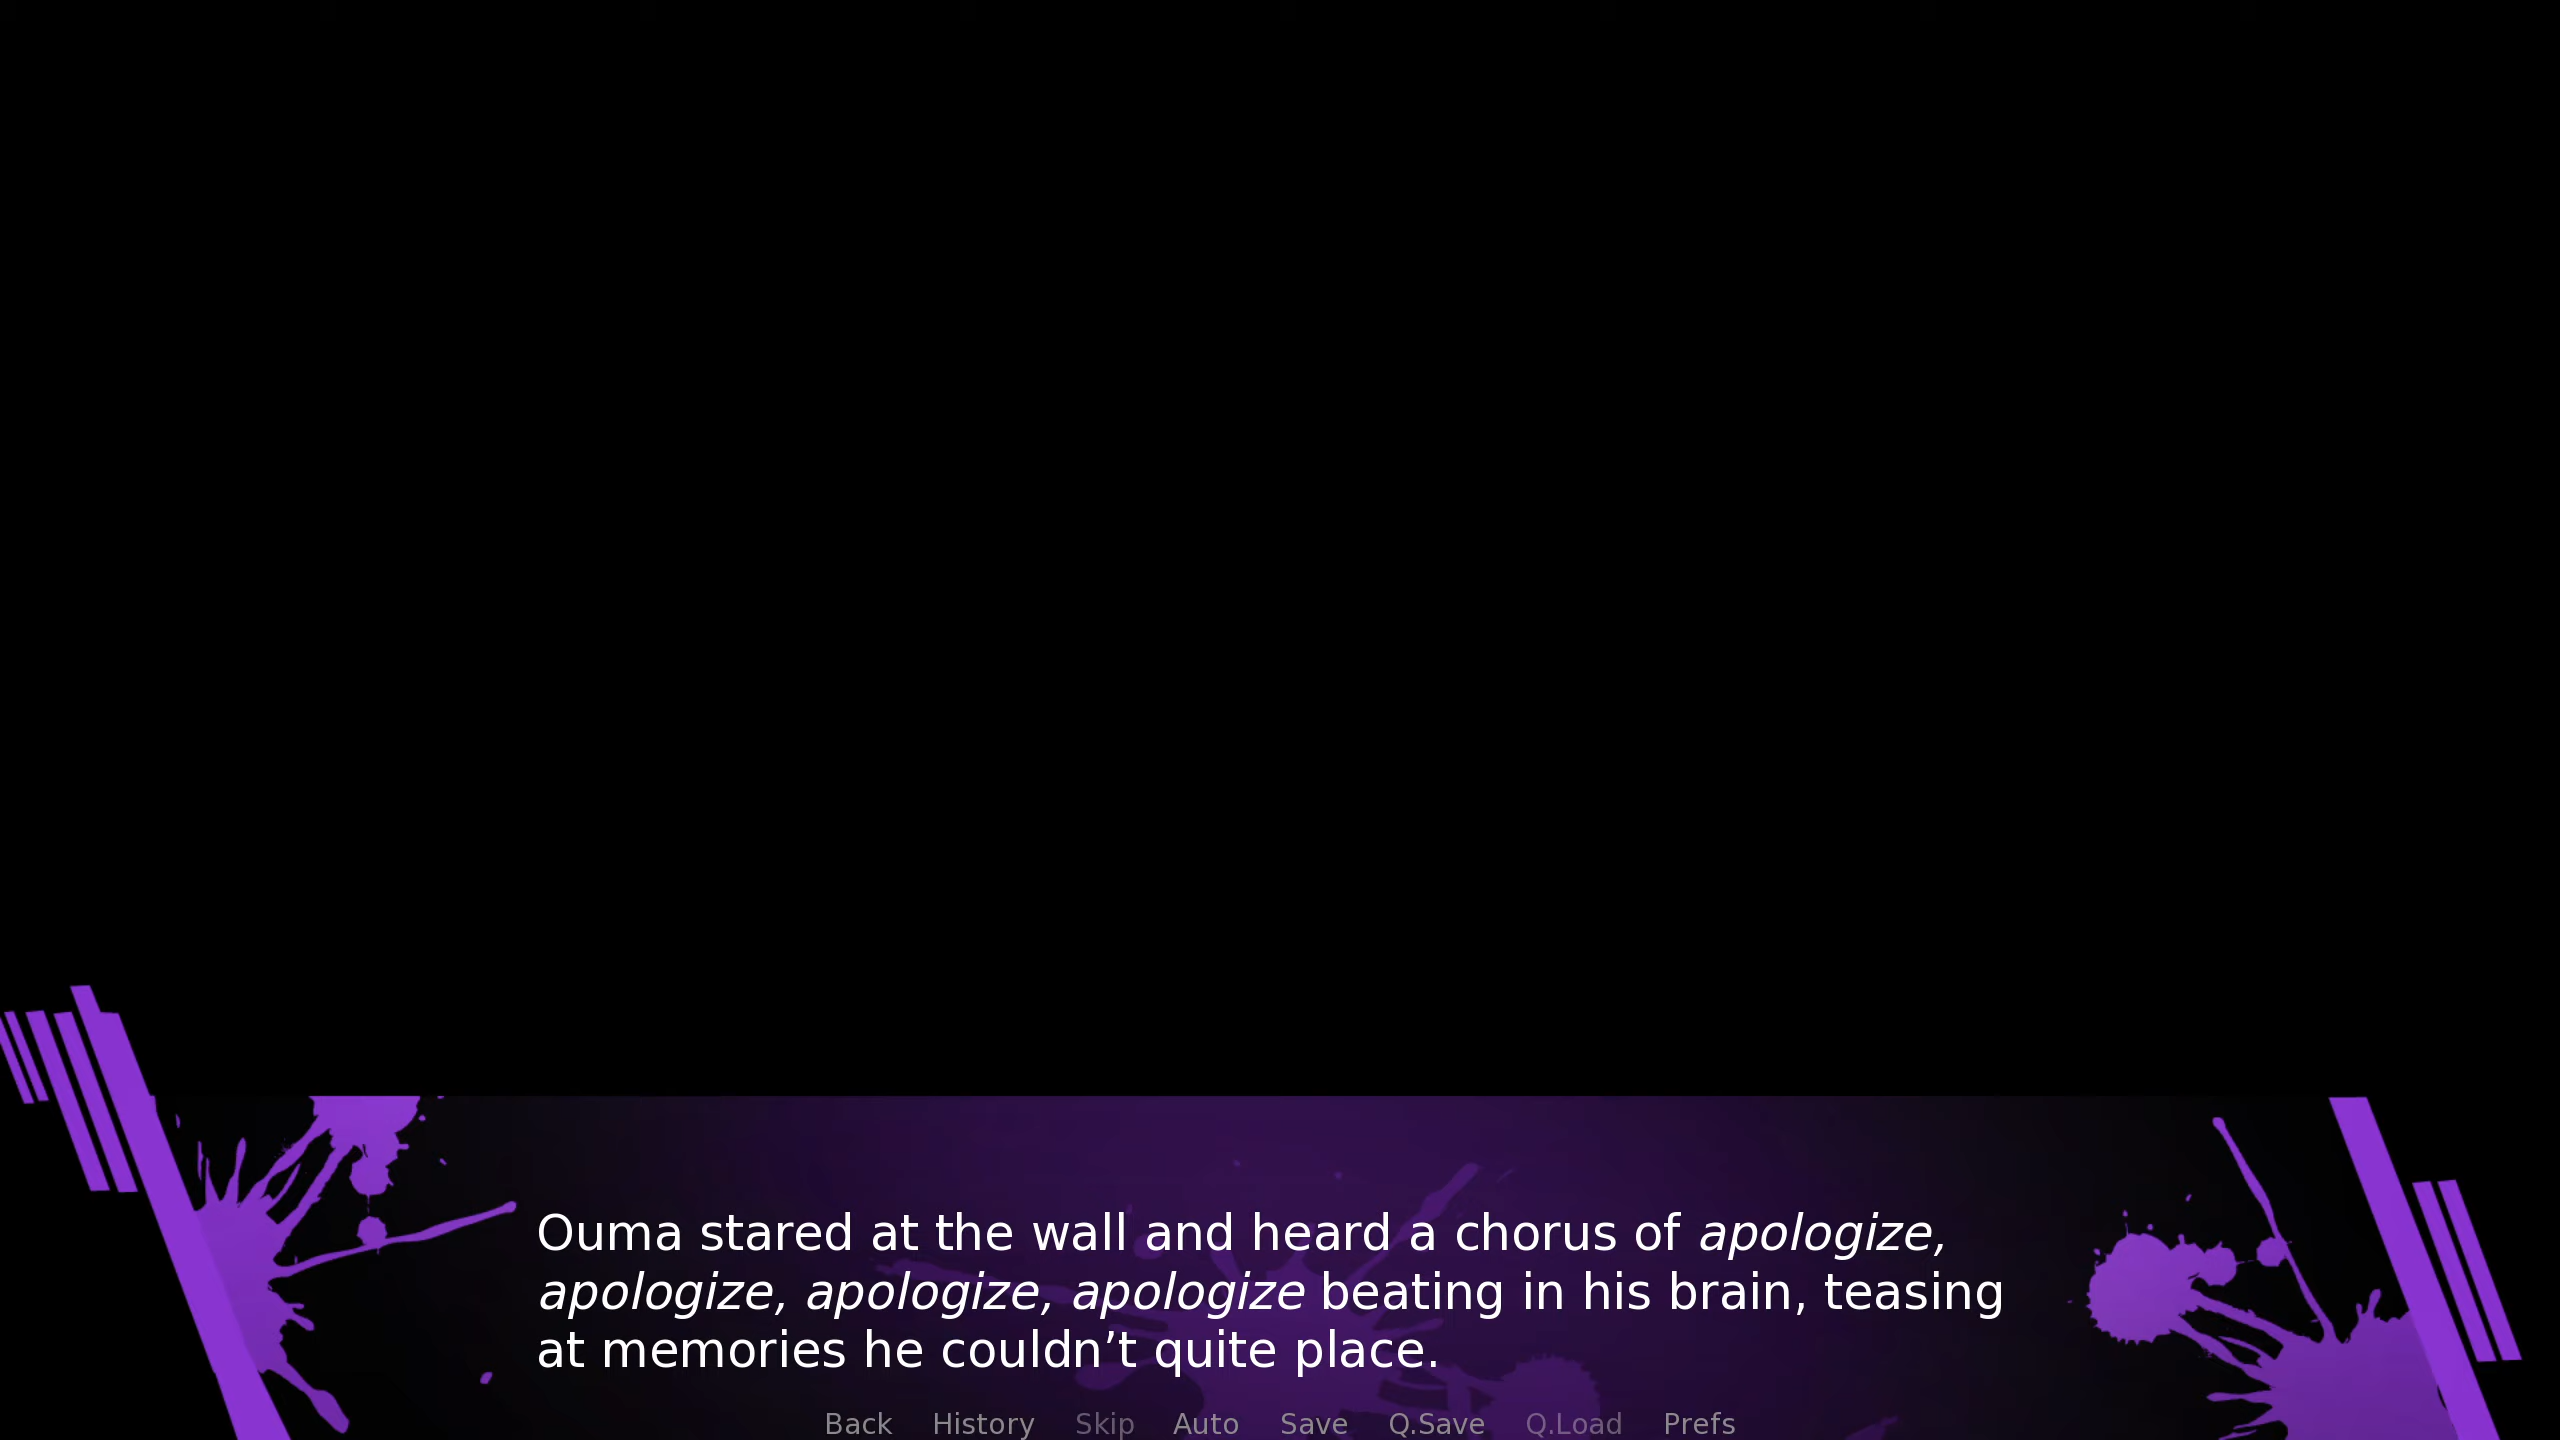 Ouma stared at the wall and heard a chorus of apologize,
apologize, apologize, apologize beating in his brain, teasing
at memories he couldn’t quite place.
Back History Skip Auto Save Q.Save Q.Load Prefs